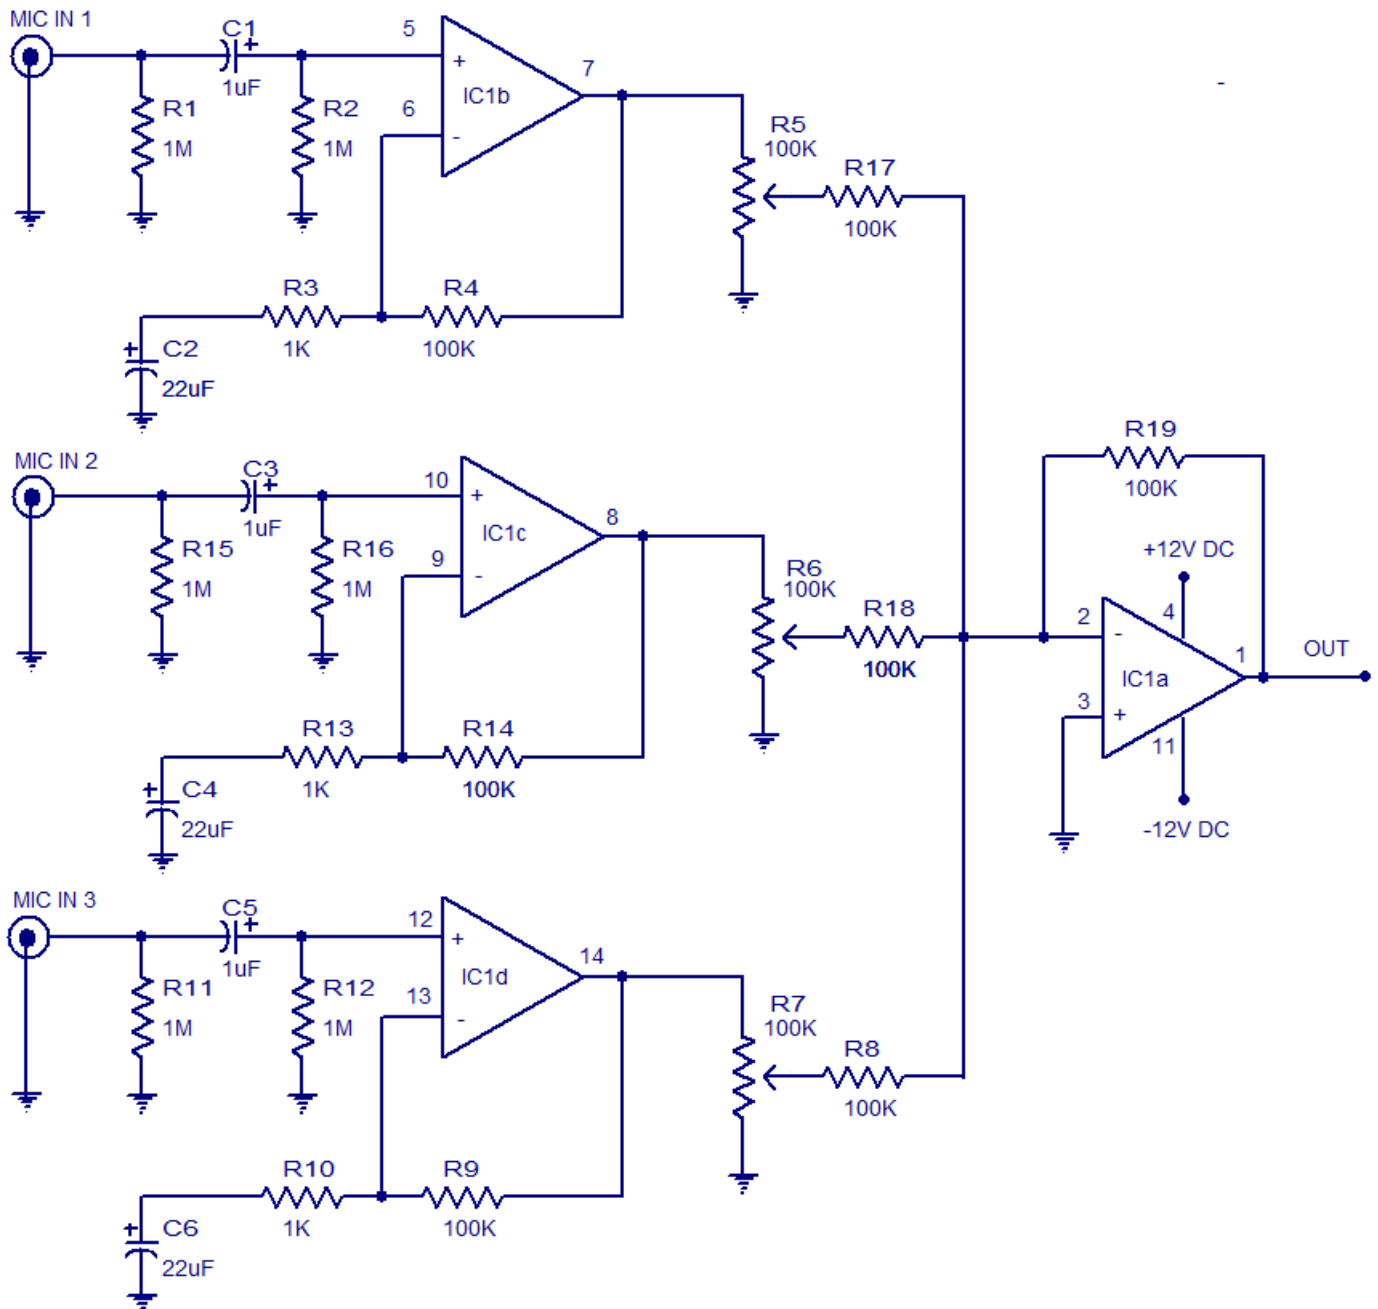 MIC IN 1
C1
+
1uF
R1
1M
R2
1M
5
+
6
-
IC1b
7
-
R5
100K
R17
100K
R3
1K
R4
100K
+
C2
22uF
MIC IN 2
C3
+
1uF
R15
1M
R16
1M
10
+
9
-
IC1c
8
R6
100K
R18
100K
R13
1K
R14
100K
+
C4
22uF
R19
100K
+12V DC
4
2
-
IC1a
1
OUT
3
+
11
-12V DC
MIC IN 3
C5
+
1uF
R11
1M
R12
1M
12
+
13
-
IC1d
14
R7
100K
R8
100K
R10
1K
R9
100K
+
C6
22uF